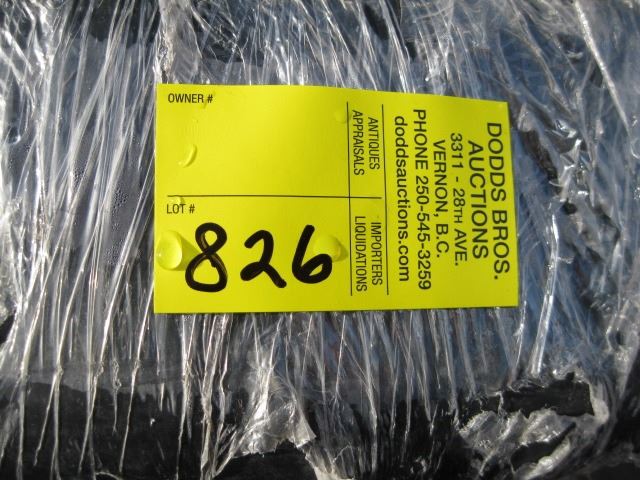 OWNER #
LOT #
826
ANTIQUES
APPRAISALS
IMPORTERS
LIQUIDATIONS
DODDS BROS.
AUCTIONS
3311 - 28TH AVE.
VERNON, B.C.
PHONE 250-545-3259
doddsauctions.com